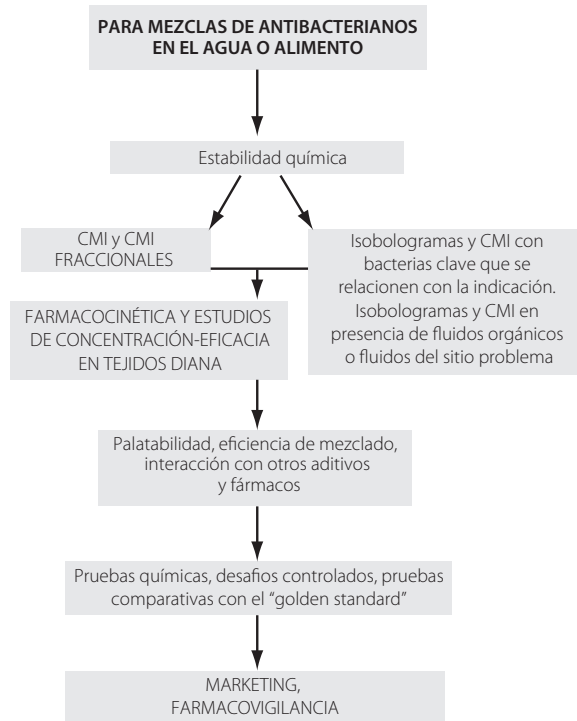 PARA MEZCLAS DE ANTIBACTERIANOS
EN EL AGUA O ALIMENTO
Estabilidad química
CMI y CMI
FRACCIONALES
Isobologramas y CMI con
bacterias clave que se
relacionen con la indicación.
Isobologramas y CMI en
presencia de fluidos orgánicos
o fluidos del sitio problema
FARMACOCINÉTICA Y ESTUDIOS
DE CONCENTRACIÓN-EFICACIA
EN TEJIDOS DIANA
Palatabilidad, eficiencia de mezclado,
interacción con otros aditivos
y fármacos
Pruebas químicas, desafios controlados, pruebas
comparativas con el “golden standard”
MARKETING,
FARMACOVIGILANCIA